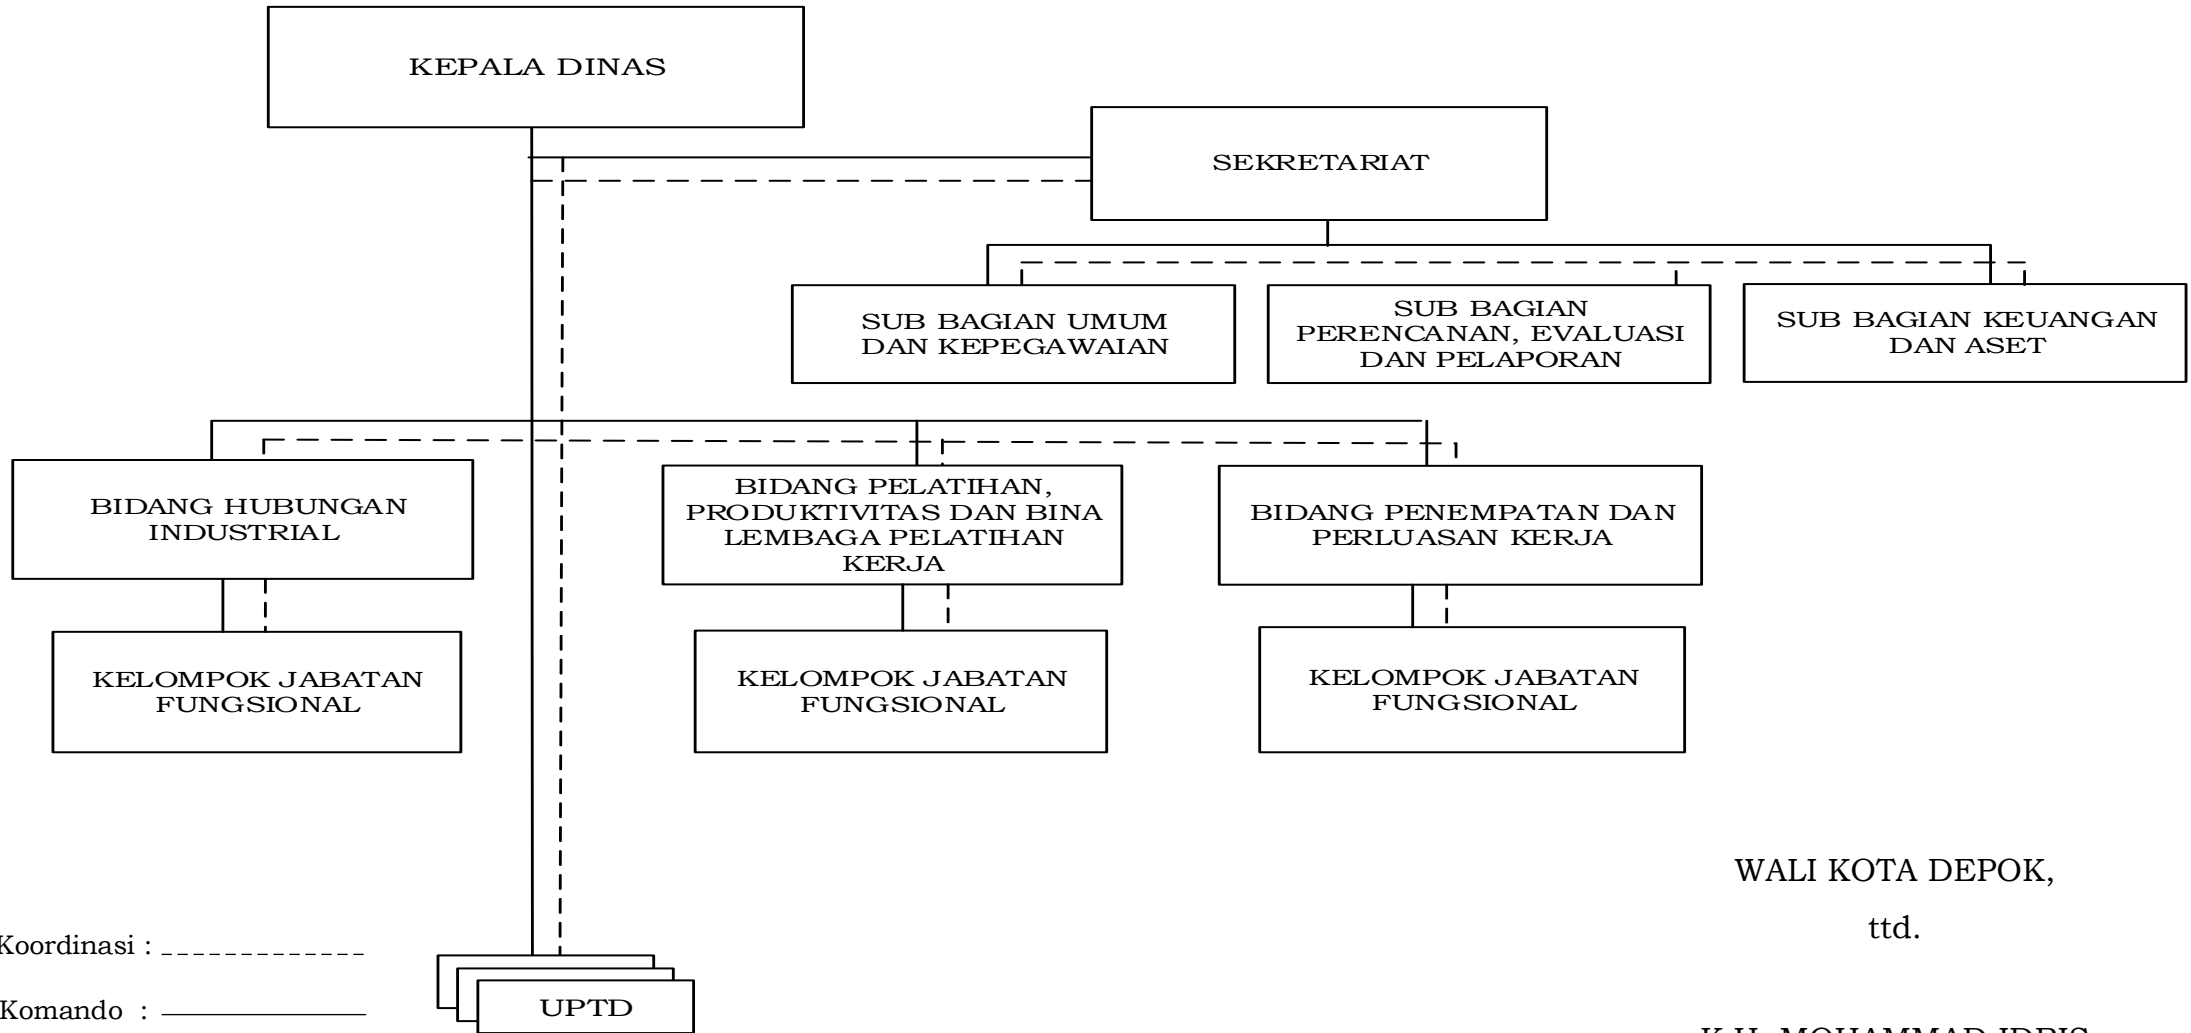 KEPALA DINAS
SEKRETARIAT
SUB BAGIAN UMUM
DAN KEPEGAWAIAN
SUB BAGIAN
PERENCANAN, EVALUASI
DAN PELAPORAN
SUB BAGIAN KEUANGAN
DAN ASET
BIDANG HUBUNGAN
INDUSTRIAL
BIDANG PELATIHAN,
PRODUKTIVITAS DAN BINA
LEMBAGA PELATIHAN
KERJA
BIDANG PENEMPATAN DAN
PERLUASAN KERJA
KELOMPOK JABATAN
FUNGSIONAL
KELOMPOK JABATAN
FUNGSIONAL
KELOMPOK JABATAN
FUNGSIONAL
WALI KOTA DEPOK,
ttd.
Koordinasi : _ _ _ _ _ _ _ _ _ _ _ _ _
Komando :
UPTD
K.H. MOHAMMAD IDRIS